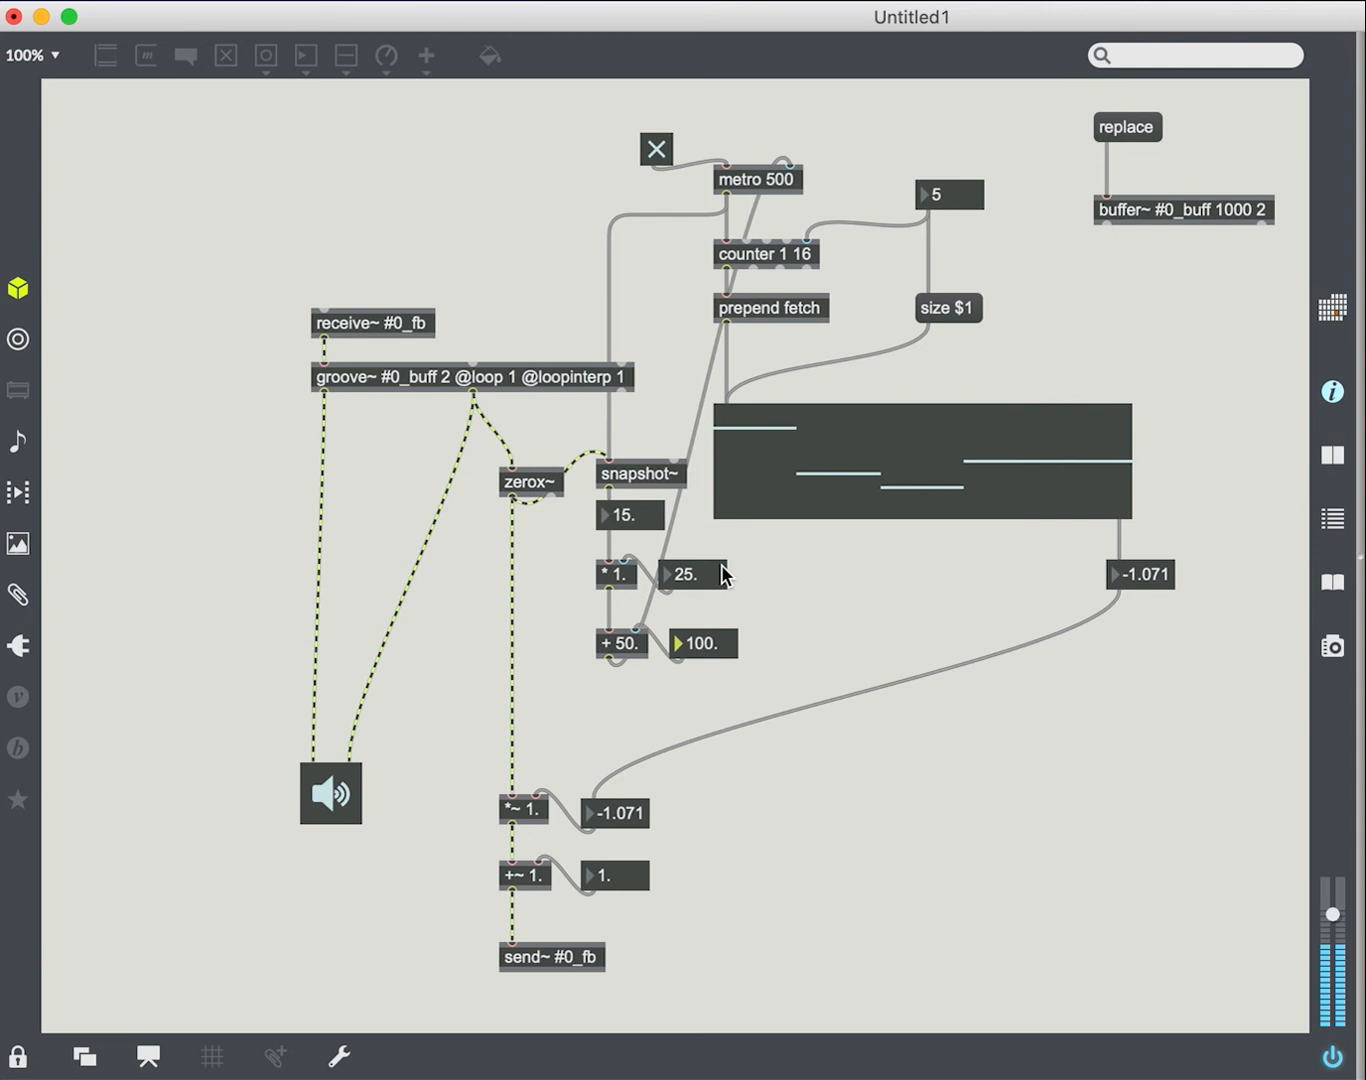 Untitled1
100%
replace
metro 500
5
buffer~ #0_buff 1000 2
counter 1 16
prepend fetch
size $1
receive~ #0_fb
groove~ #0_buff 2 @loop 1 @loopinterp 1
snapshot~
zerox~
15.
* 1.
25.
-1.071
+ 50.
100.
*~ 1.
-1.071
+~ 1.
1.
send~ #0_fb